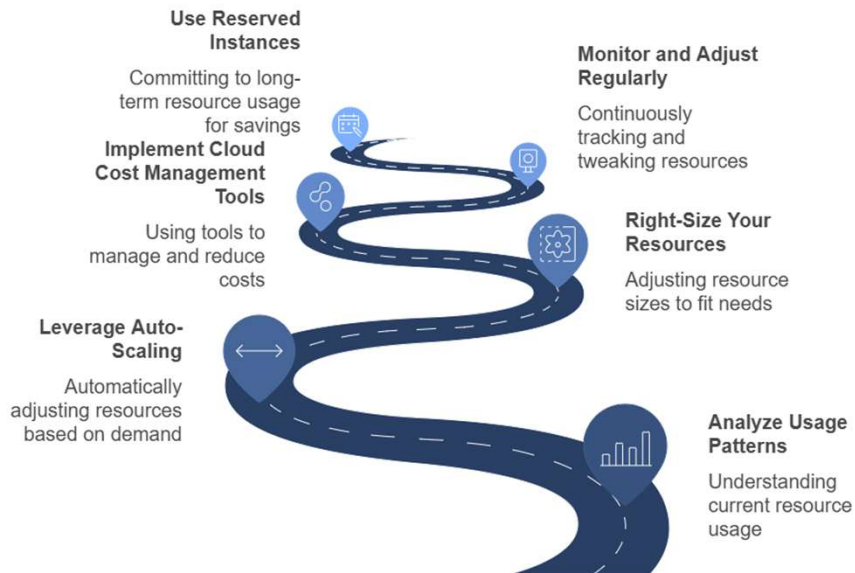 Use Reserved
Instances
Committing to long-
term resource usage
for savings
Monitor and Adjust
Regularly
Continuously
tracking and
tweaking resources
Implement Cloud
Cost Management
Tools
Using tools to
manage and reduce
costs
Right-Size Your
Resources
Adjusting resource
sizes to fit needs
Leverage Auto-
Scaling
Automatically
adjusting resources
based on demand
Analyze Usage
Patterns
Understanding
current resource
usage